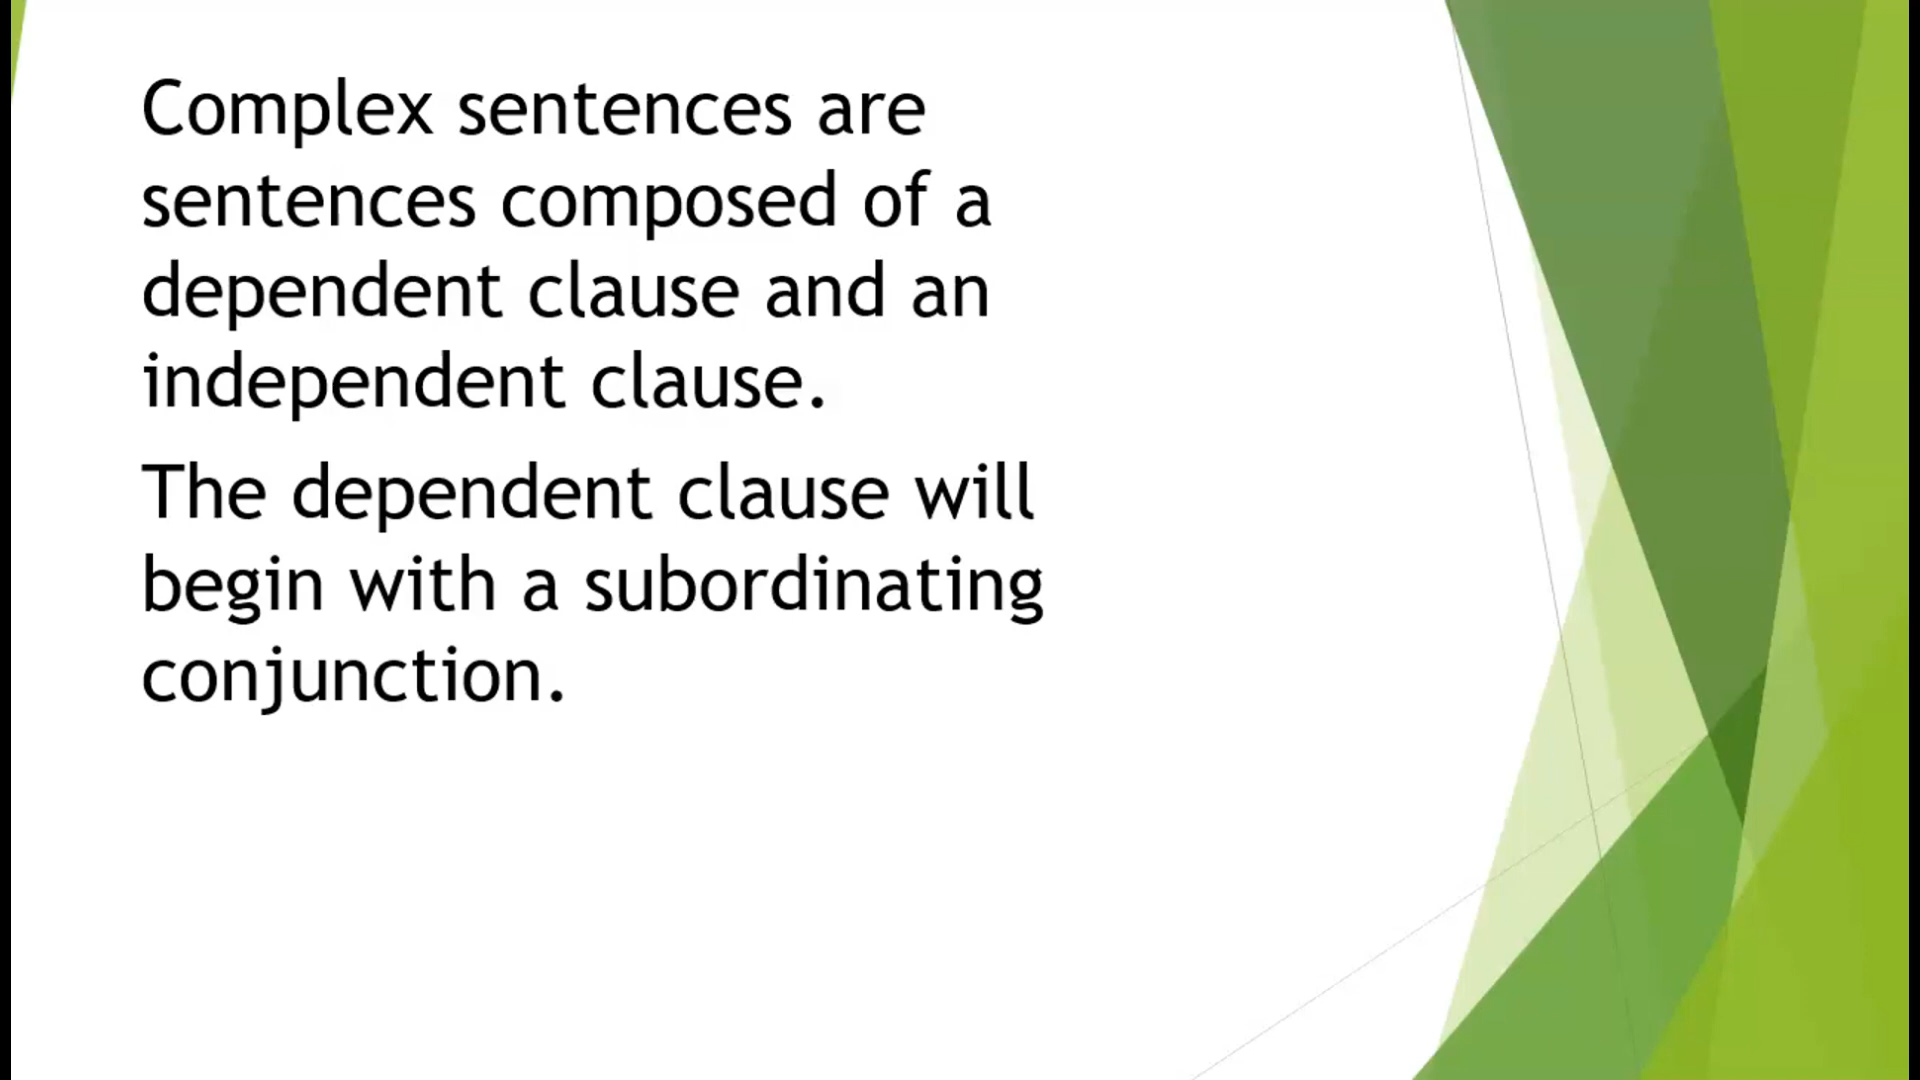 Complex sentences are
sentences composed of a
dependent clause and an
independent clause.
The dependent clause will
begin with a subordinating
conjunction.